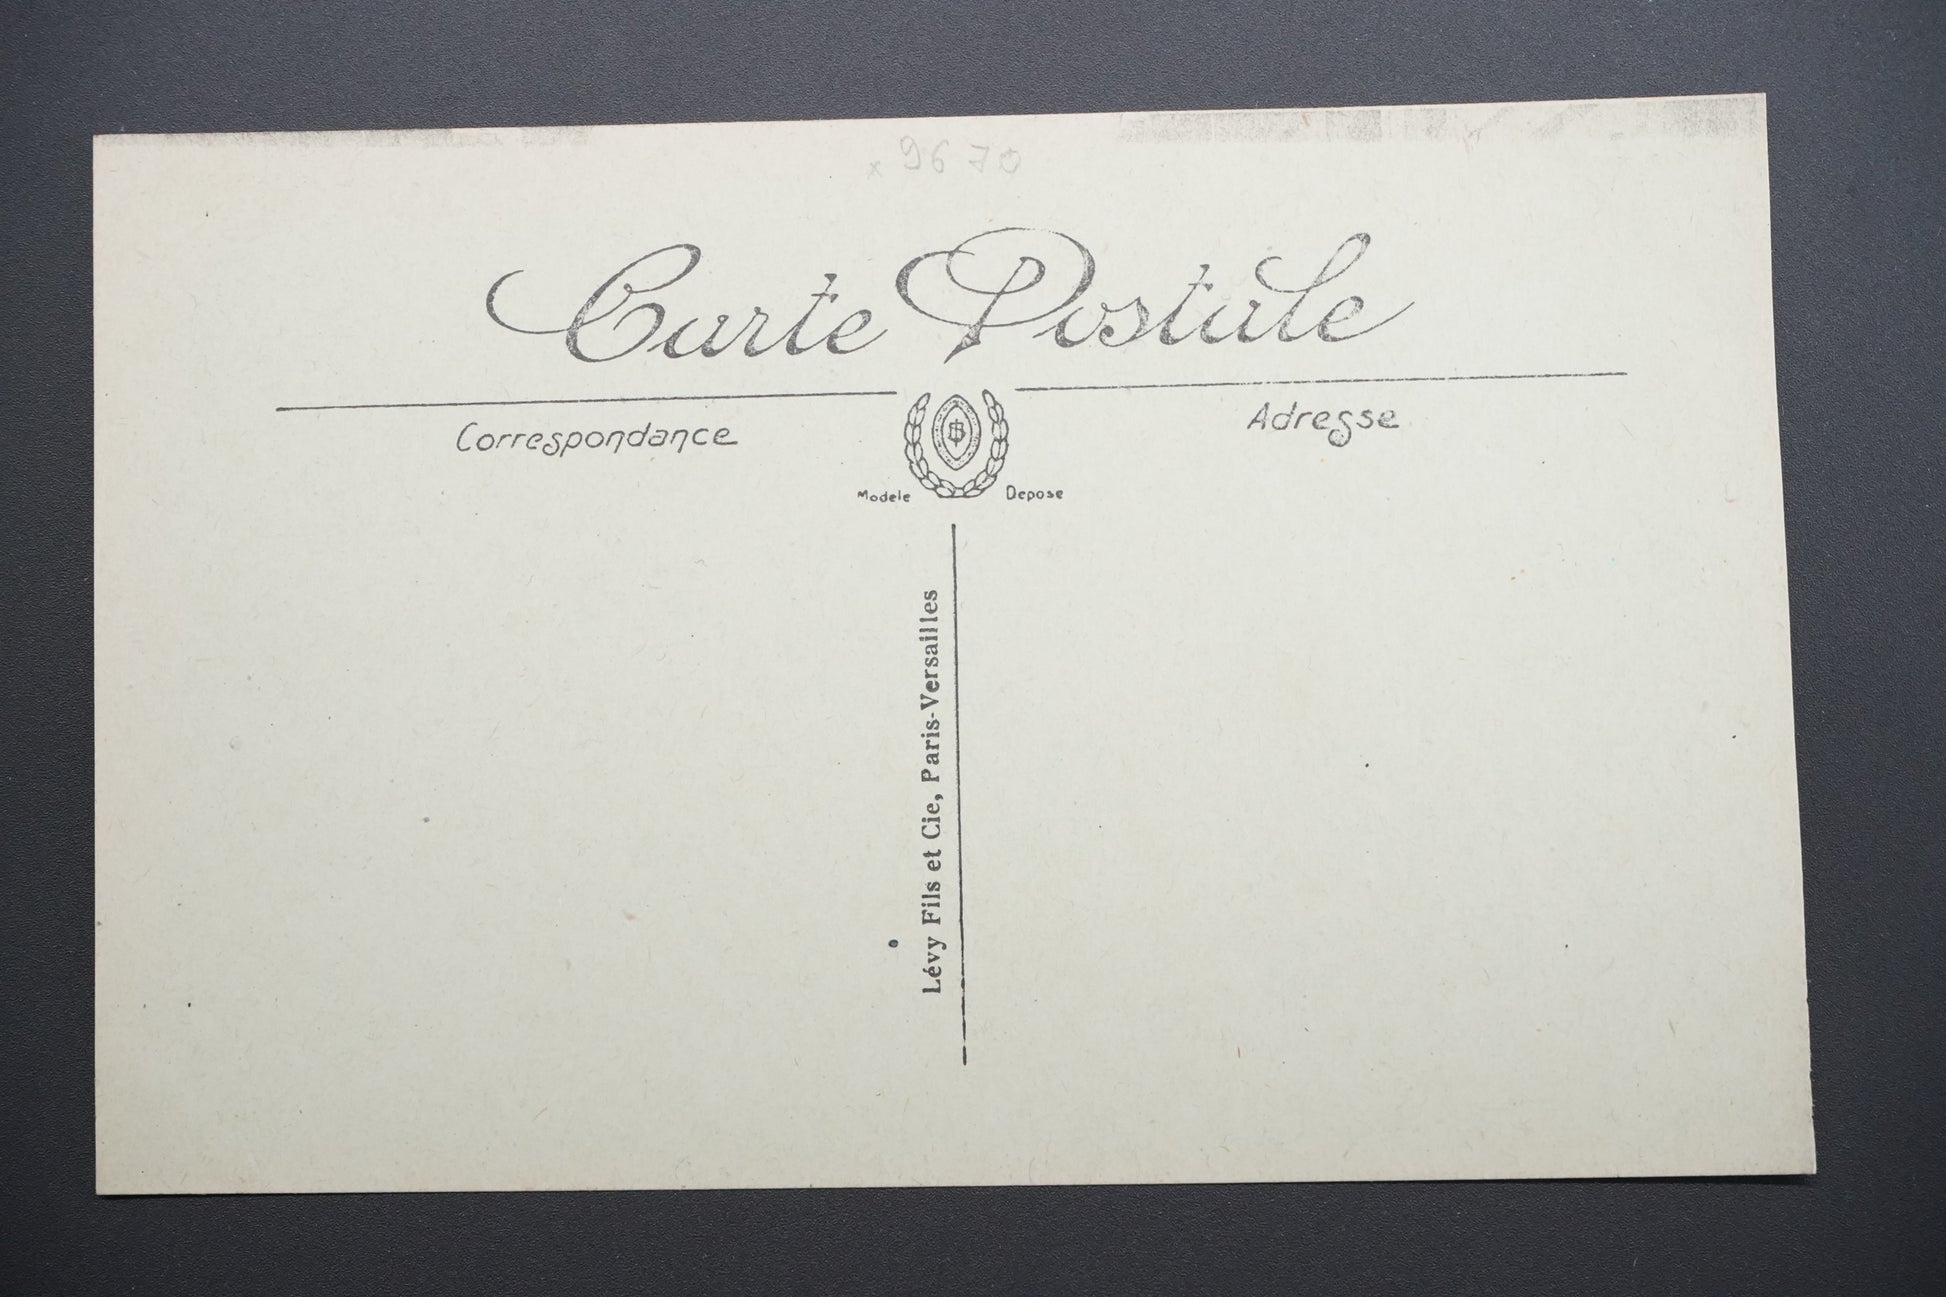 x 9670
Carte Postale
Correspondance
Adresse
Modele Depose
Lévy Fils et Cie, Paris-Versailles